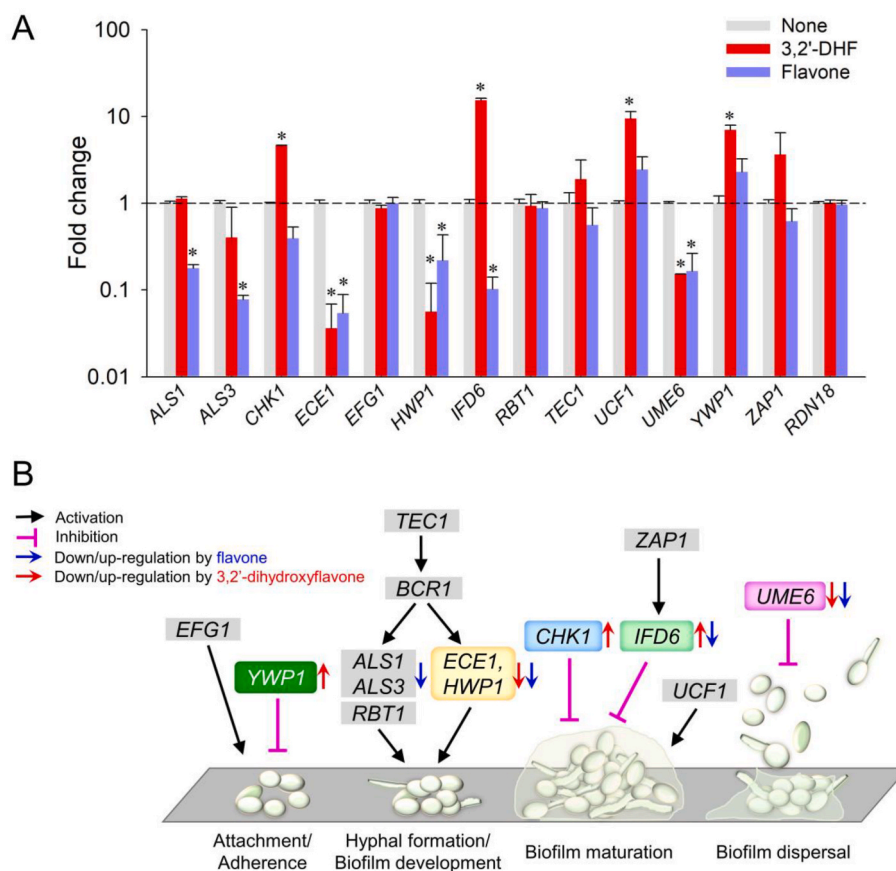 A
100
10
1
0.1
0.01
Fold change
None
3,2'-DHF
Flavone
*
*
*
*
*
*
*
*
*
*
*
*
*
ALS1
ALS3
CHK1
ECE1
EFG1
HWP1
IFD6
RBT1
TEC1
UCF1
UME6
YWP1
ZAP1
RDN18
B
Activation
Inhibition
Down/up-regulation by flavone
Down/up-regulation by 3,2'-dihydroxyflavone
TEC1
BCR1
ZAP1
UME6
EFG1
YWP1
ALS1
ALS3
RBT1
ECE1,
HWP1
CHK1
IFD6
UCF1
Attachment/
Adherence
Hyphal formation/
Biofilm development
Biofilm maturation
Biofilm dispersal